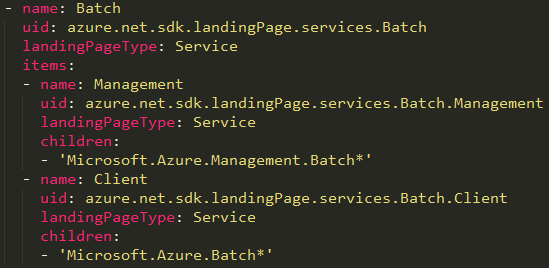 - name: Batch
  uid: azure.net.sdk.landingPage.services.Batch
  landingPageType: Service
  items:
  - name: Management
    uid: azure.net.sdk.landingPage.services.Batch.Management
    landingPageType: Service
    children:
    - 'Microsoft.Azure.Management.Batch*'
  - name: Client
    uid: azure.net.sdk.landingPage.services.Batch.Client
    landingPageType: Service
    children:
    - 'Microsoft.Azure.Batch*'